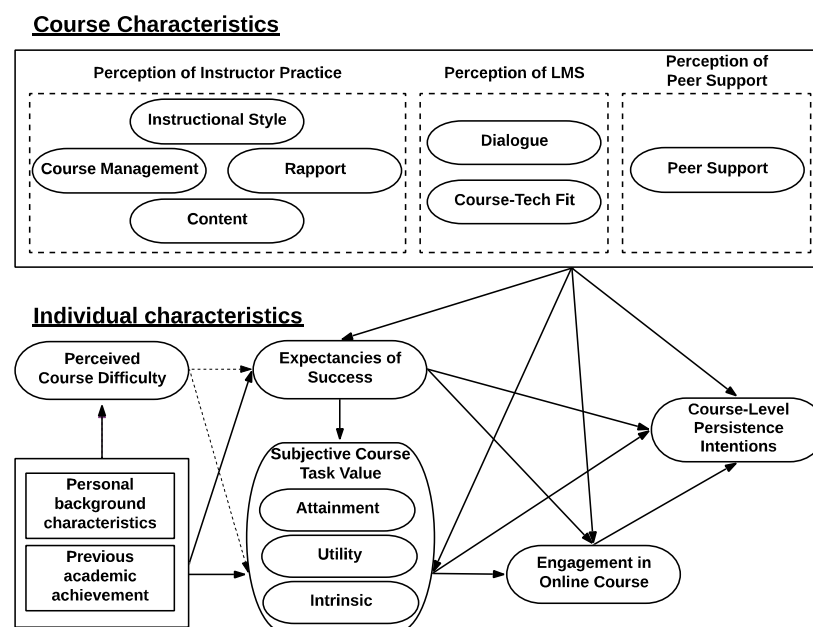 Course Characteristics
Perception of Instructor Practice
Perception of LMS
Perception of
Peer Support
Instructional Style
Course Management
Rapport
Content
Dialogue
Course-Tech Fit
Peer Support
Individual characteristics
Perceived
Course Difficulty
Expectancies of
Success
Course-Level
Persistence
Intentions
Subjective Course
Task Value
Attainment
Utility
Intrinsic
Personal
background
characteristics
Previous
academic
achievement
Engagement in
Online Course